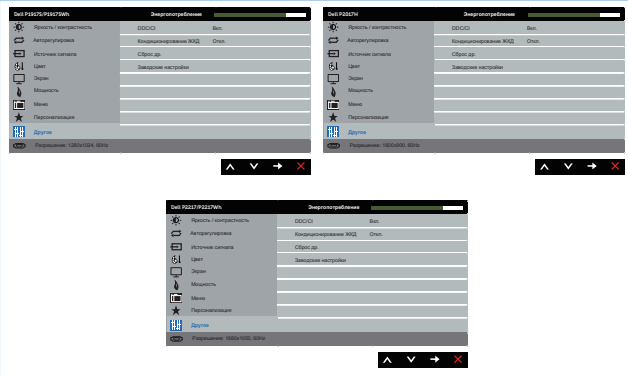 Dell P1917S/P1917SWh Энергопотребление
Яркость / контрастность DDC/CI Вкл.
Авторегулировка Кондиционирование ЖКД Откл.
Источник сигнала Сброс др.
Цвет Заводские настройки
Экран
Мощность
Меню
Персонализация
Другое
Разрешение: 1280x1024, 60Hz
Dell P2017H Энергопотребление
Яркость / контрастность DDC/CI Вкл.
Авторегулировка Кондиционирование ЖКД Откл.
Источник сигнала Сброс др.
Цвет Заводские настройки
Экран
Мощность
Меню
Персонализация
Другое
Разрешение: 1600x900, 60Hz
Dell P2217/P2217Wh Энергопотребление
Яркость / контрастность DDC/CI Вкл.
Авторегулировка Кондиционирование ЖКД Откл.
Источник сигнала Сброс др.
Цвет Заводские настройки
Экран
Мощность
Меню
Персонализация
Другое
Разрешение: 1680x1050, 60Hz